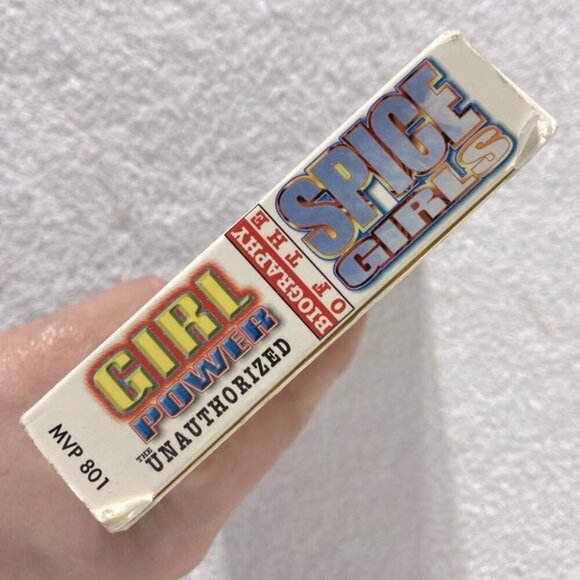 GIRL
POWER
THE UNAUTHORIZED
BIOGRAPHY
OF THE
SPICE
GIRLS
MVP 801